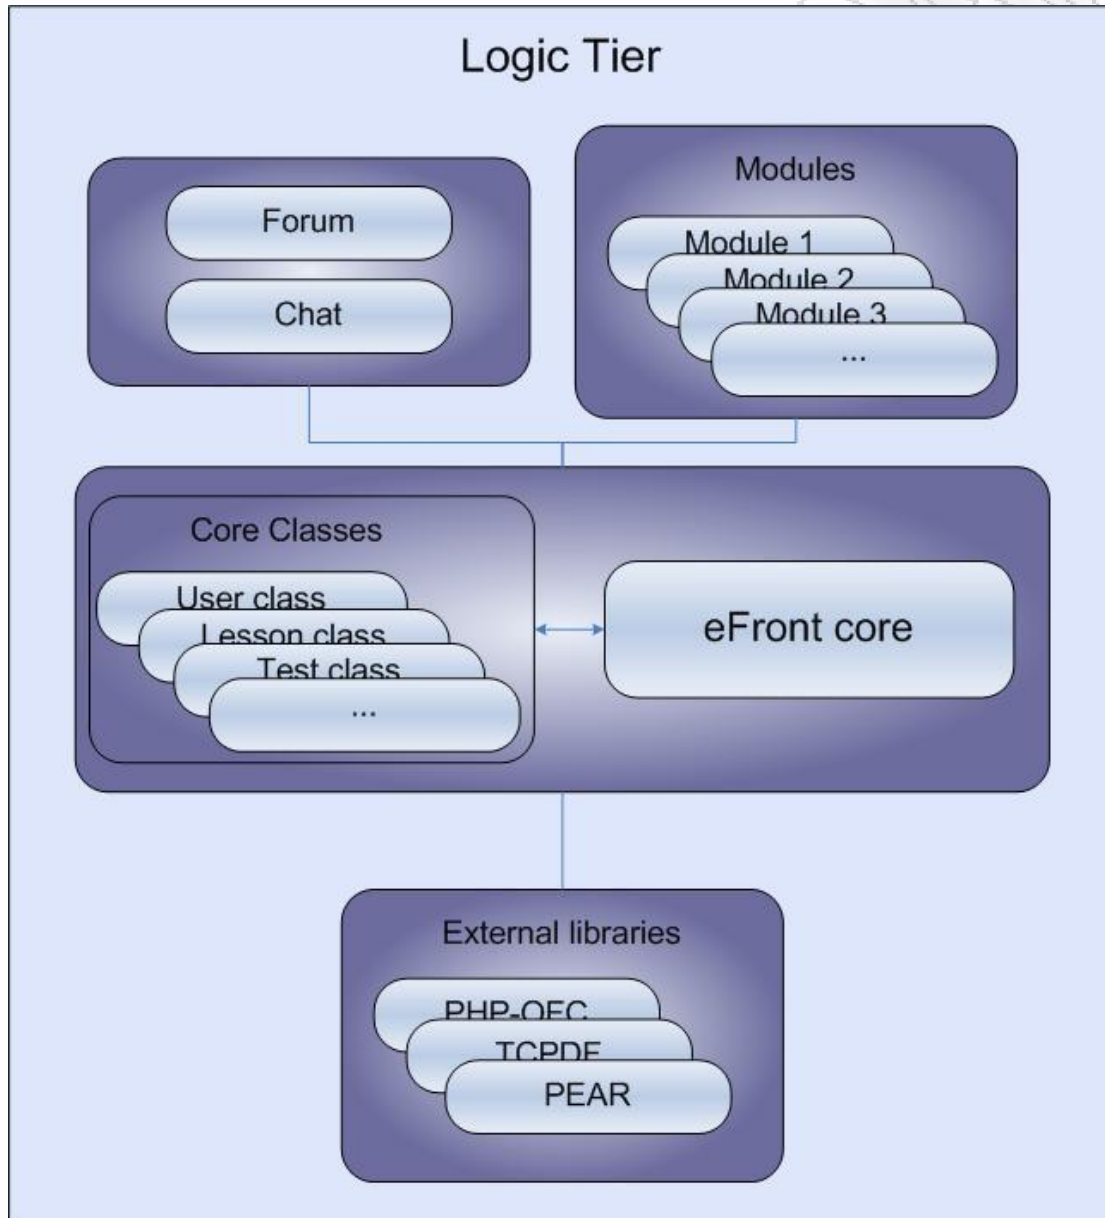 Logic Tier
Forum
Chat
Modules
Module 1
Module 2
Module 3
...
Core Classes
User class
Lesson class
Test class
...
eFront core
External libraries
PHP-OFC
TCPDF
PEAR